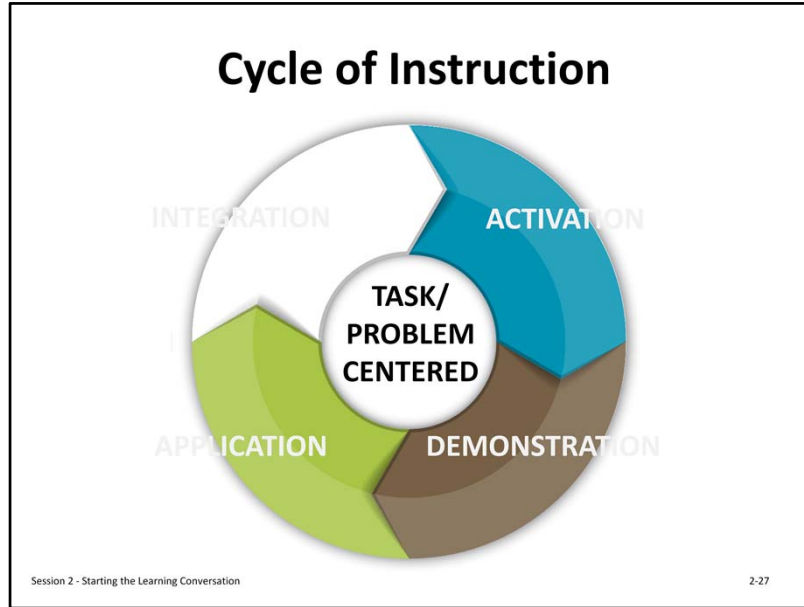 Cycle of Instruction
INTEGRATION
ACTIVATION
TASK/
PROBLEM
CENTERED
APPLICATION
DEMONSTRATION
Session 2 - Starting the Learning Conversation
2-27